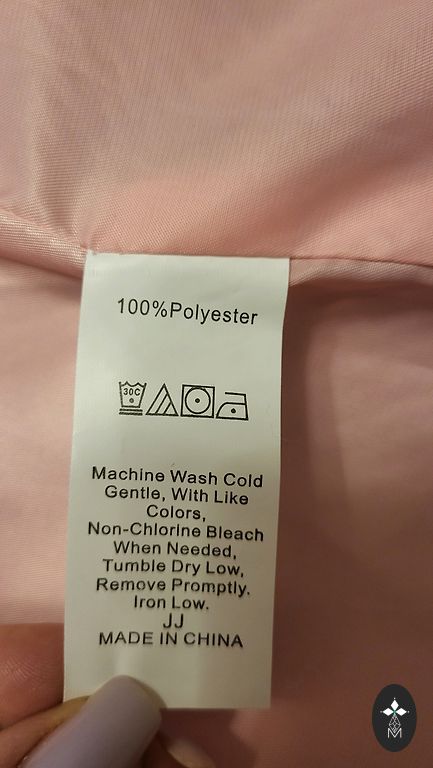 100%Polyester
30C
Machine Wash Cold
Gentle, With Like
Colors,
Non-Chlorine Bleach
When Needed,
Tumble Dry Low,
Remove Promptly.
Iron Low.
JJ
MADE IN CHINA
M